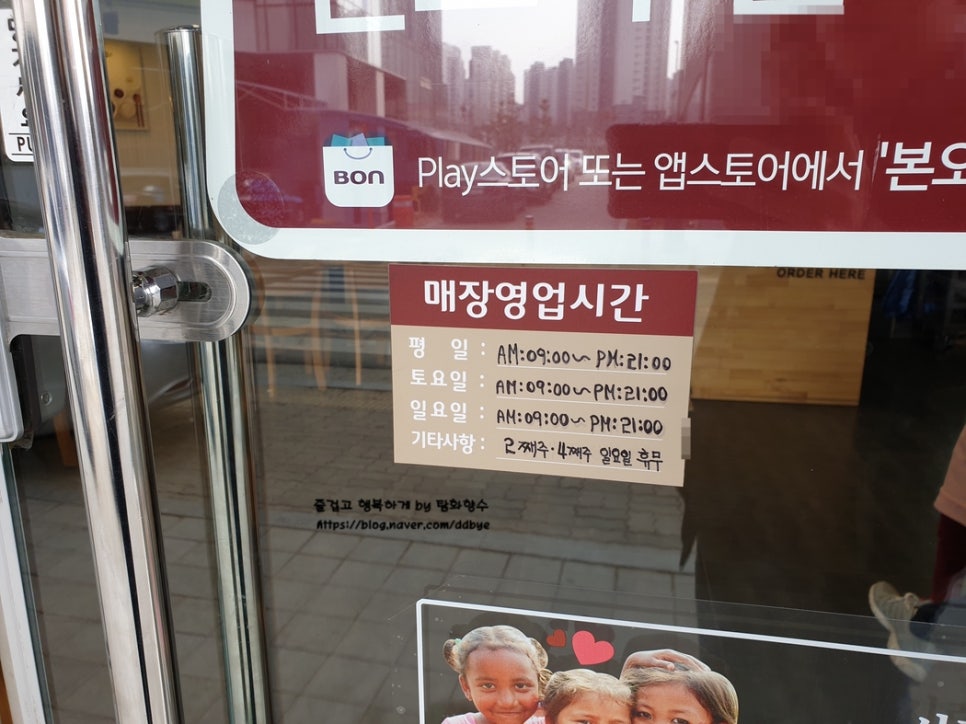 BON
Play스토어 또는 앱스토어에서 '본오
ORDER HERE
매장영업시간
평 일 : AM:09:00~ PM:21:00
토요일 : AM:09:00~PM:21:00
일요일 : AM:09:00~PM:21:00
기타사항 : 2째주·4째주 일요일 휴무
즐겁고 행복하게 by 탐화향수
https://blog.naver.com/ddbye